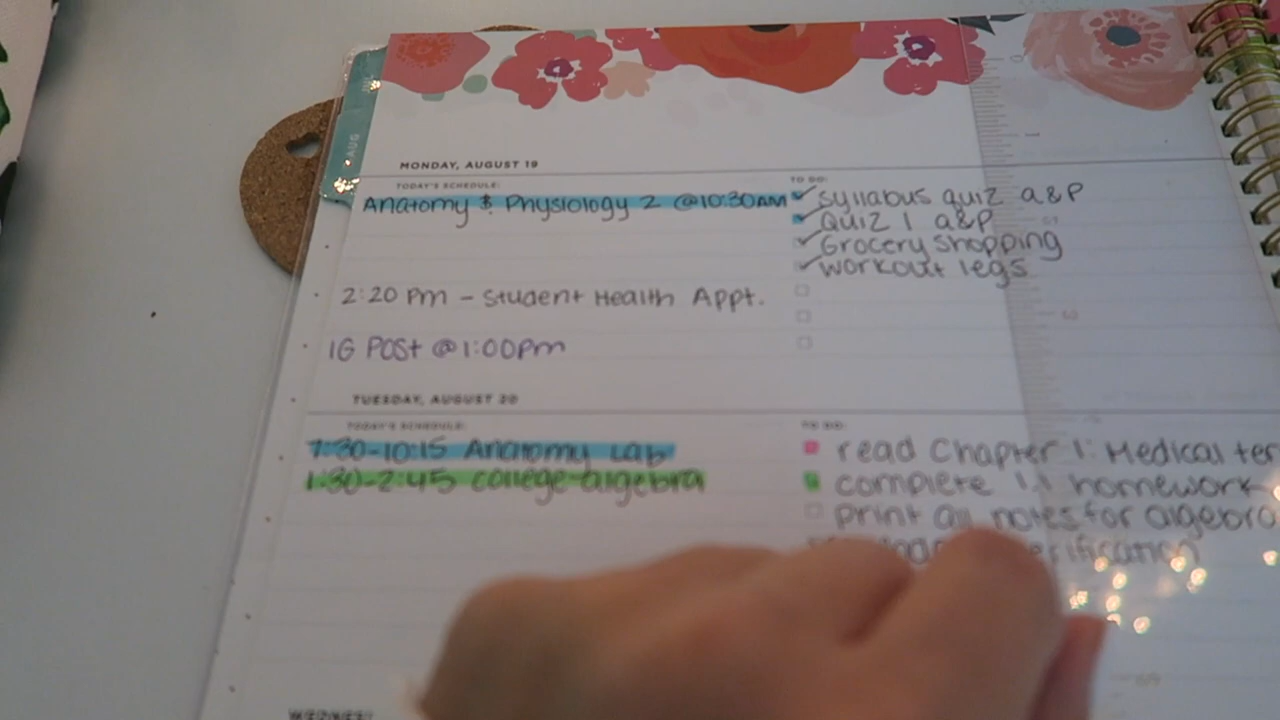 AUG
MONDAY, AUGUST 19
TODAY'S SCHEDULE:
Anatomy & Physiology 2 @10:30AM
2:20 PM - Student Health Appt.
IG POST @1:00pm
TO DO:
syllabus quiz a&P
QUIZ 1 a&P
Grocery shopping
workout legs
TUESDAY, AUGUST 20
TODAY'S SCHEDULE:
7:30-10:15 Anatomy Lab
1:30-2:45 college algebra
TO DO:
read Chapter 1: Medical ter
complete 1.1 homework
print all notes for algebra